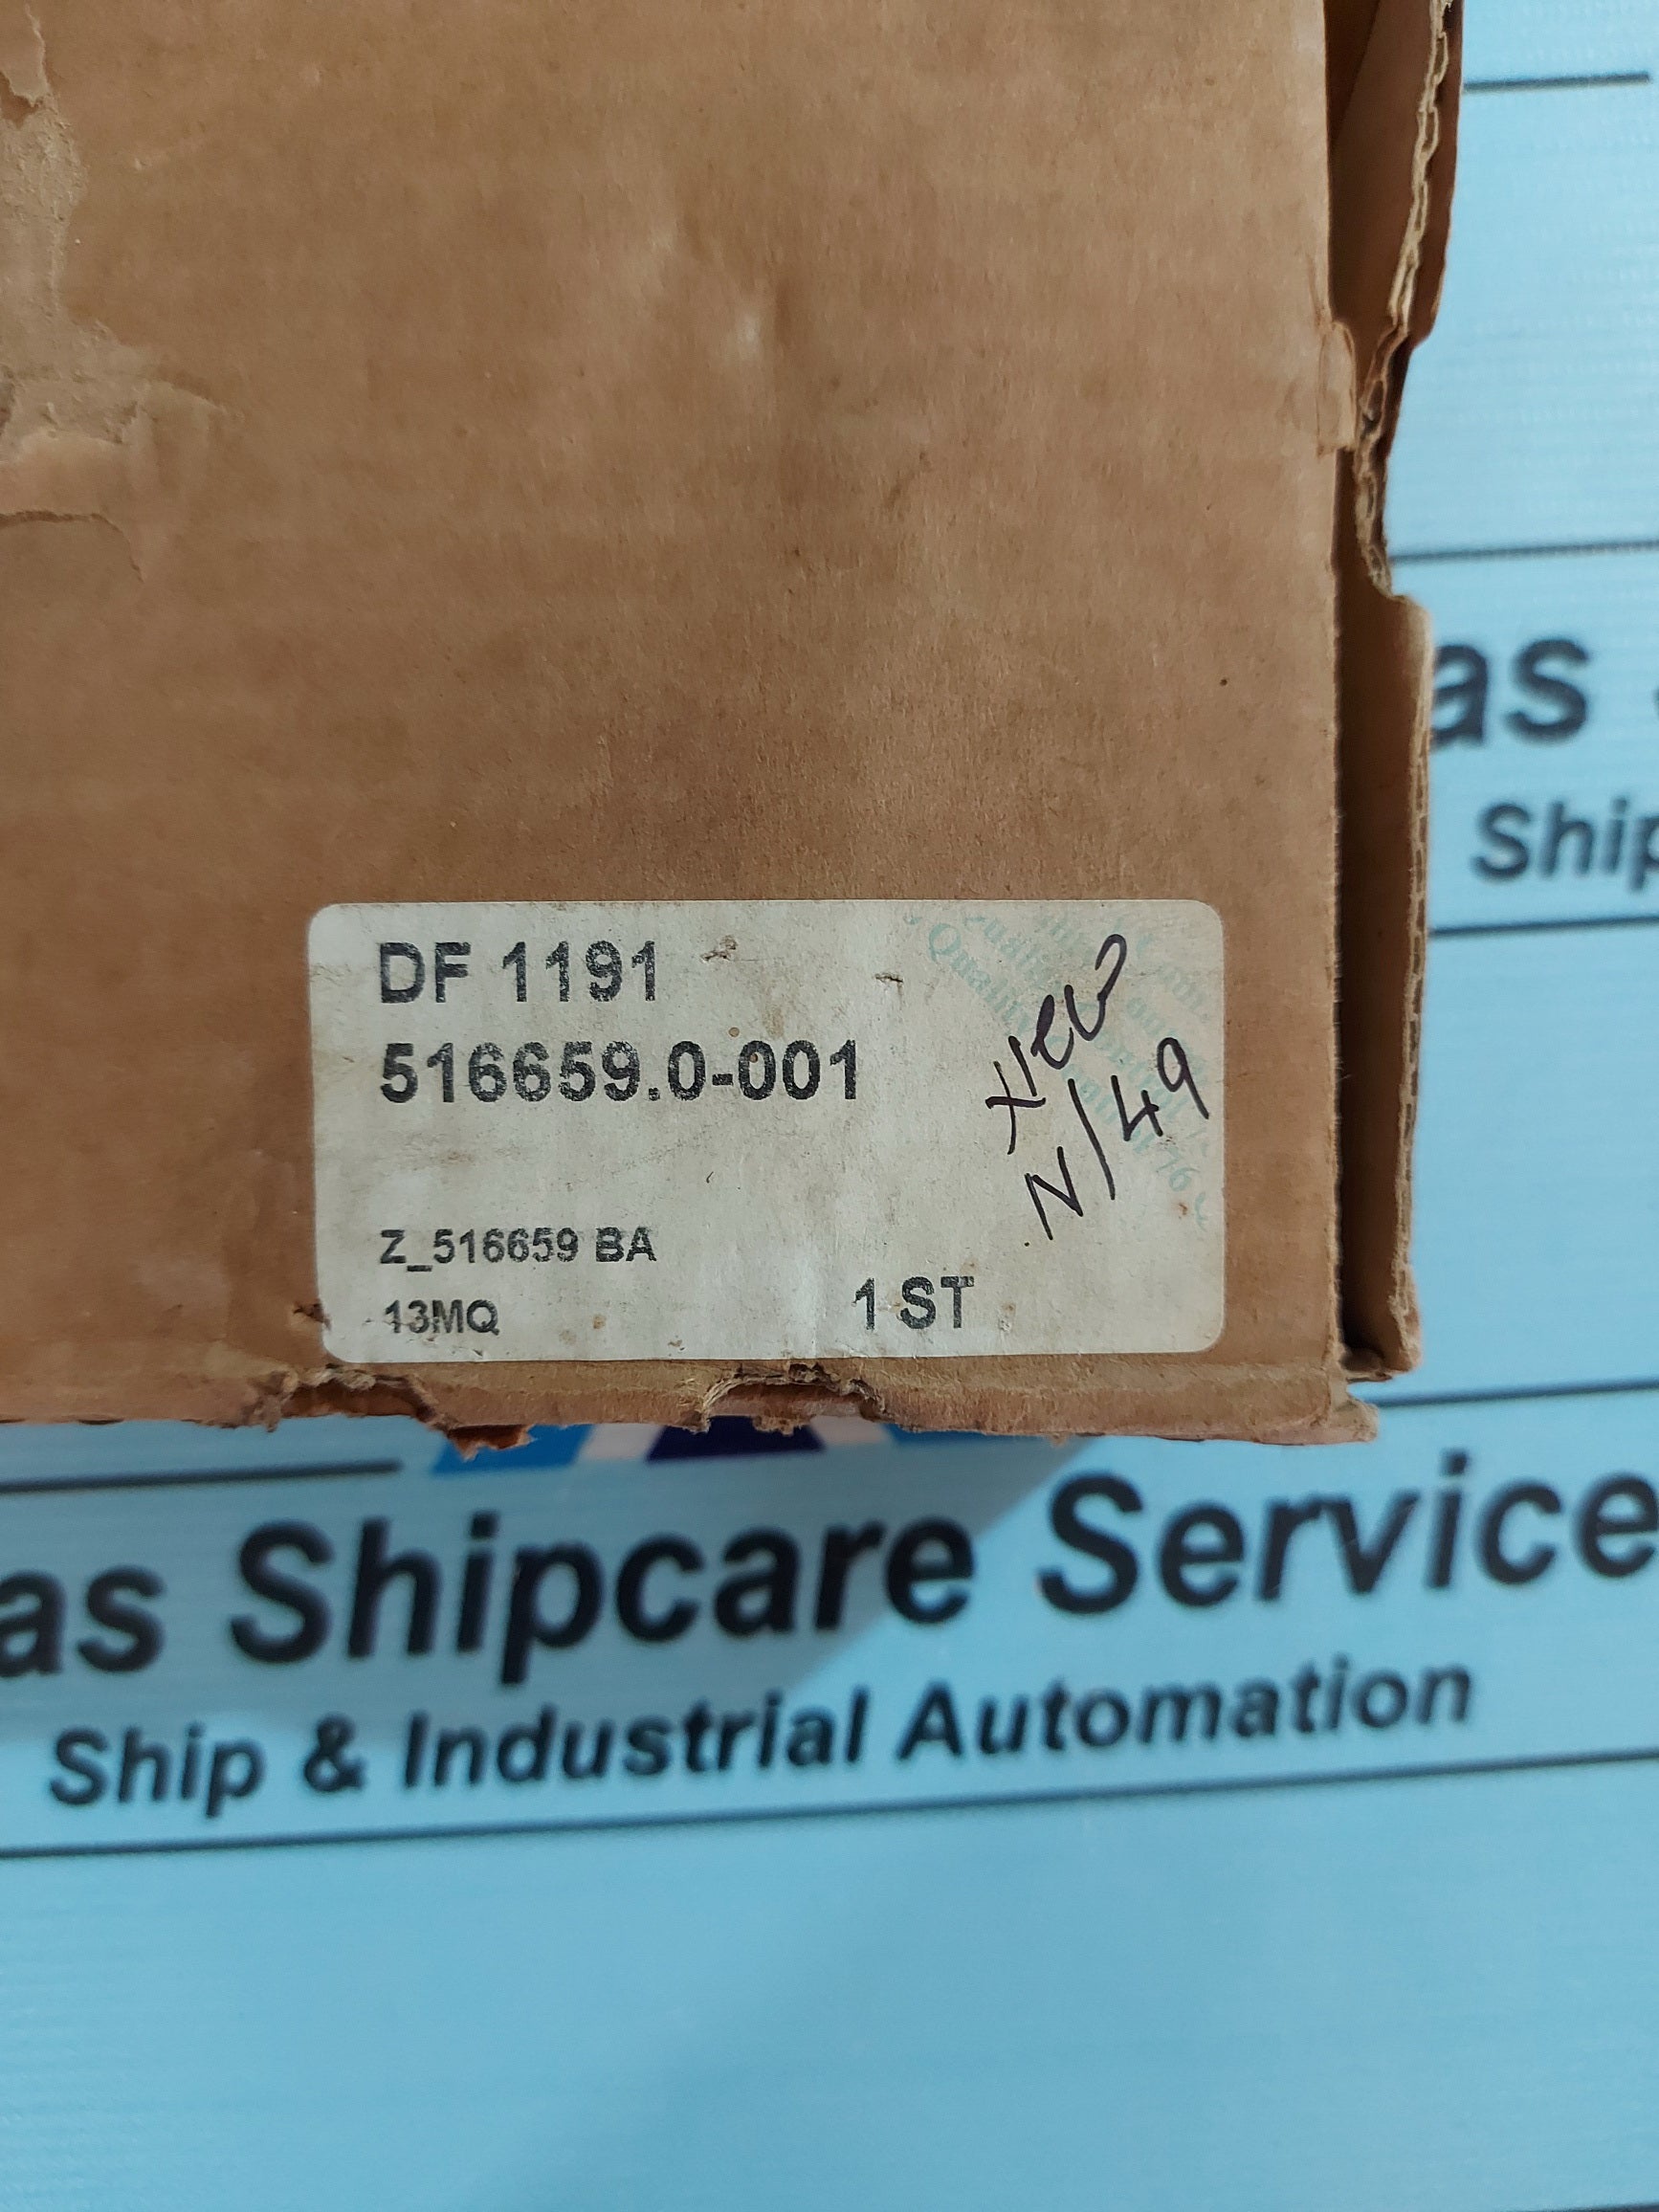 DF 1191
516659.0-001
Z_516659 BA
13MQ
1 ST
N/49
as
Ship
as Shipcare Service
Ship & Industrial Automation